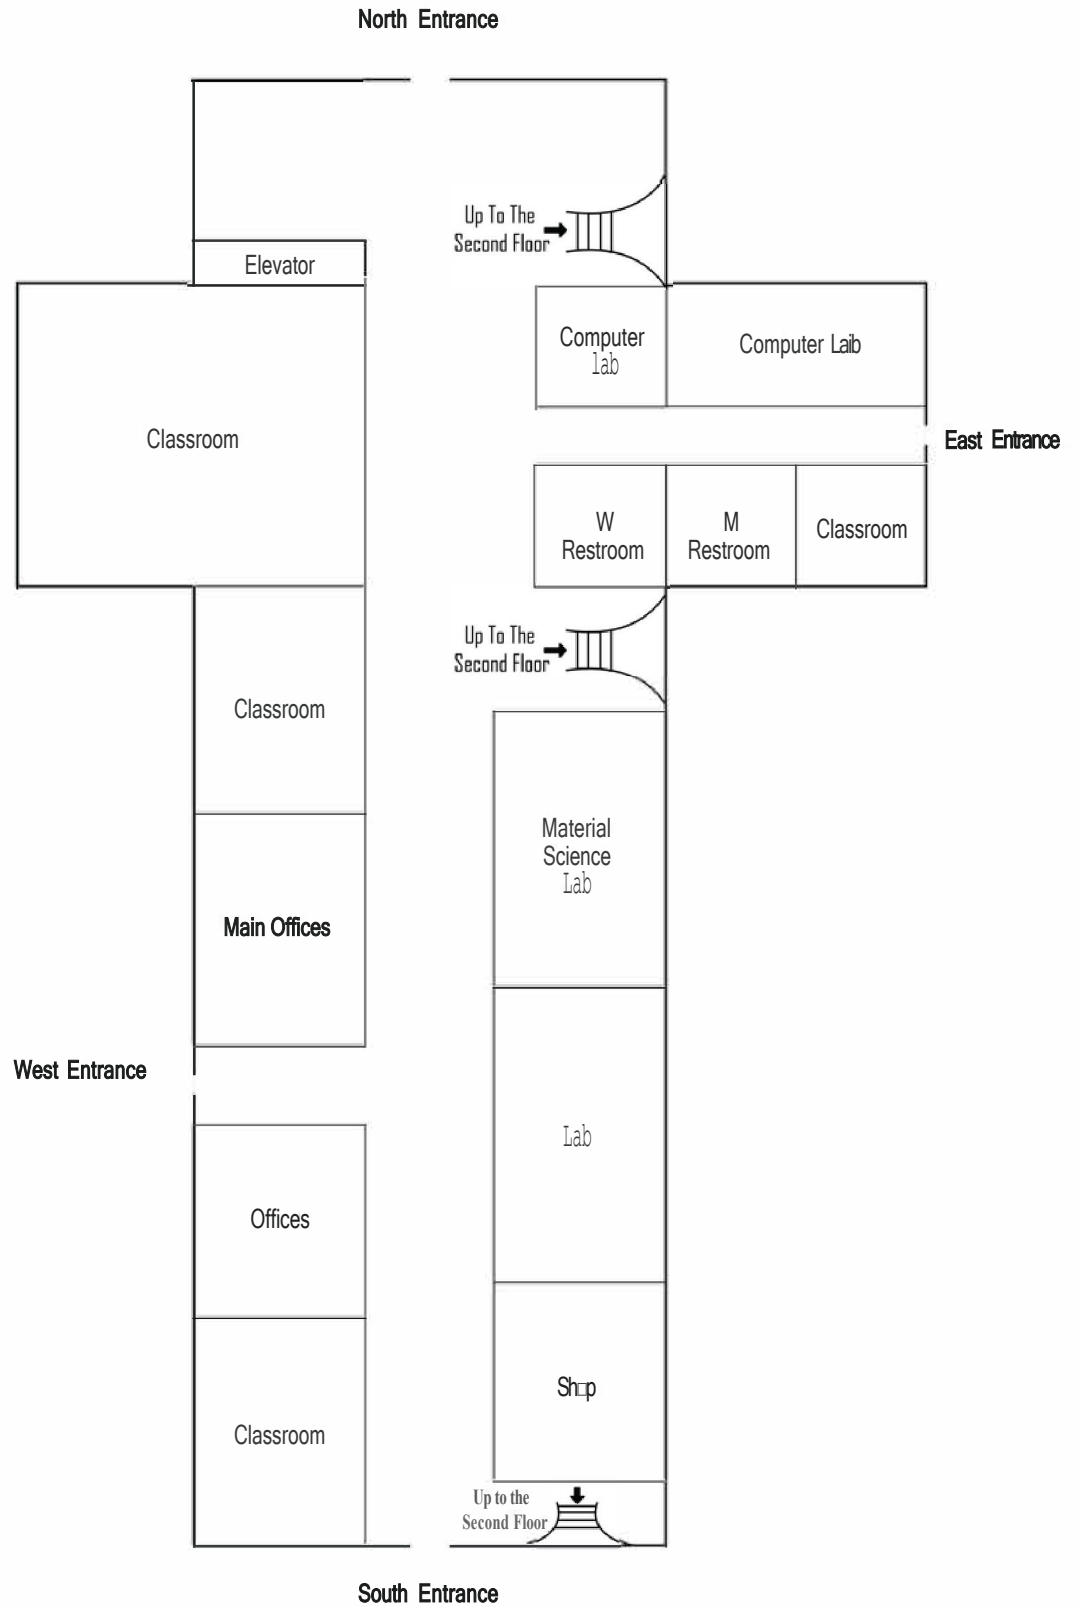 North Entrance
Up To The
Second Floor
Elevator
Computer
lab
Computer Laib
Classroom
East Entrance
W
Restroom
M
Restroom
Classroom
Up To The
Second Floor
Classroom
Material
Science
Lab
Main Offices
West Entrance
Lab
Offices
Sh□p
Classroom
Up to the
Second Floor
South Entrance